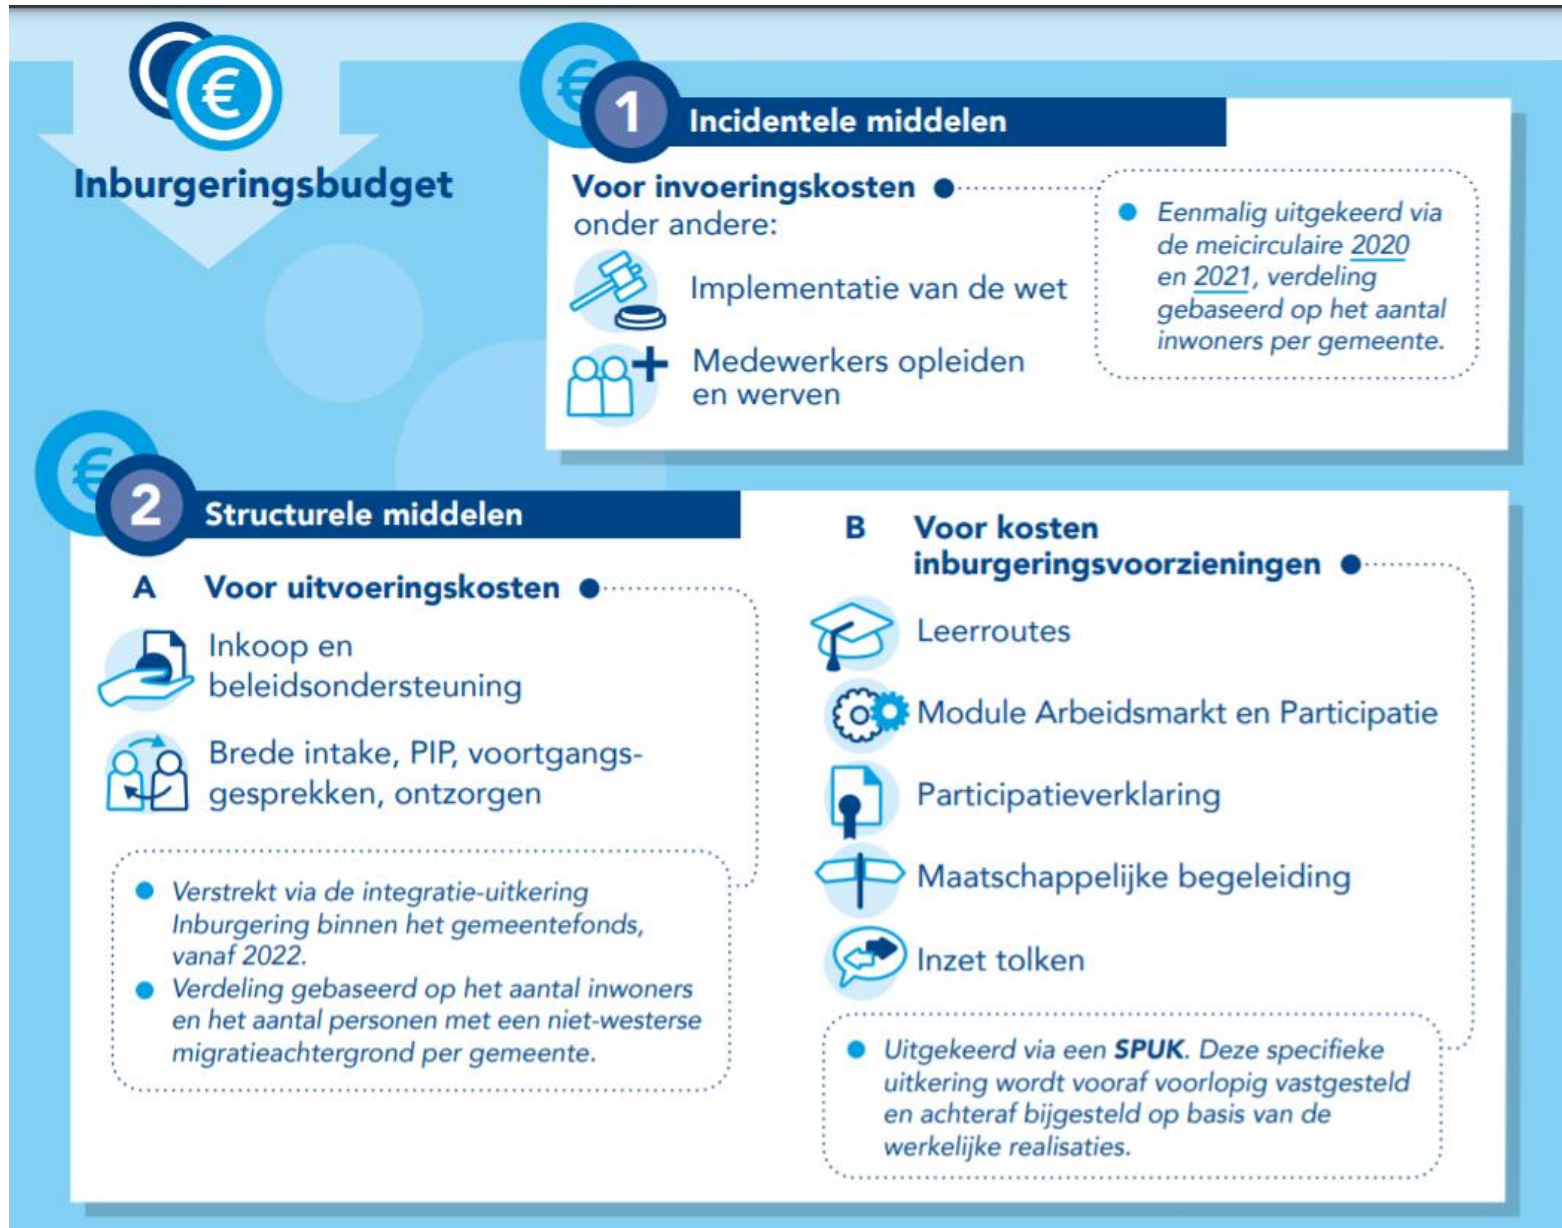 €
Inburgeringsbudget
€
1
Incidentele middelen
Voor invoeringskosten
onder andere:
Implementatie van de wet
Medewerkers opleiden
en werven
Eenmalig uitgekeerd via
de meicirculaire 2020
en 2021, verdeling
gebaseerd op het aantal
inwoners per gemeente.
€
2
Structurele middelen
A Voor uitvoeringskosten
Inkoop en
beleidsondersteuning
Brede intake, PIP, voortgangs-
gesprekken, ontzorgen
Verstrekt via de integratie-uitkering
Inburgering binnen het gemeentefonds,
vanaf 2022.
Verdeling gebaseerd op het aantal inwoners
en het aantal personen met een niet-westerse
migratieachtergrond per gemeente.
B Voor kosten
inburgeringsvoorzieningen
Leerroutes
Module Arbeidsmarkt en Participatie
Participatieverklaring
Maatschappelijke begeleiding
Inzet tolken
Uitgekeerd via een SPUK. Deze specifieke
uitkering wordt vooraf voorlopig vastgesteld
en achteraf bijgesteld op basis van de
werkelijke realisaties.